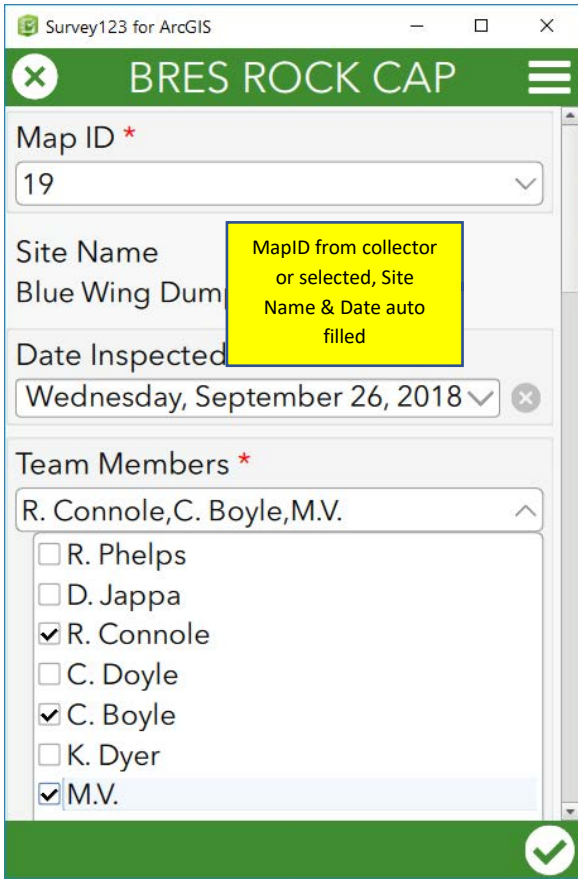 Survey123 for ArcGIS
BRES ROCK CAP
Map ID *
19
Site Name
Blue Wing Dum
MapID from collector
or selected, Site
Name & Date auto
filled
Date Inspected
Wednesday, September 26, 2018
Team Members *
R. Connole,C. Boyle,M.V.
R. Phelps
D. Jappa
R. Connole
C. Doyle
C. Boyle
K. Dyer
M.V.